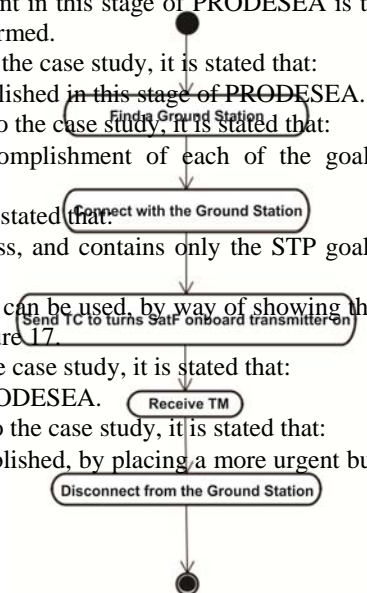 nt in this stage of PRODESEA is t
rmed.
the case study, it is stated that:
lished in this stage of PRODESEA.
Find a Ground Station
o the case study, it is stated that:
omplishment of each of the goal
Connect with the Ground Station
stated that:
ss, and contains only the STP goal
can be used, by way of showing th
Send TC to turns SatF onboard transmitter on
ure 17.
e case study, it is stated that:
ODESEA.
Receive TM
o the case study, it is stated that:
lished, by placing a more urgent bu
Disconnect from the Ground Station